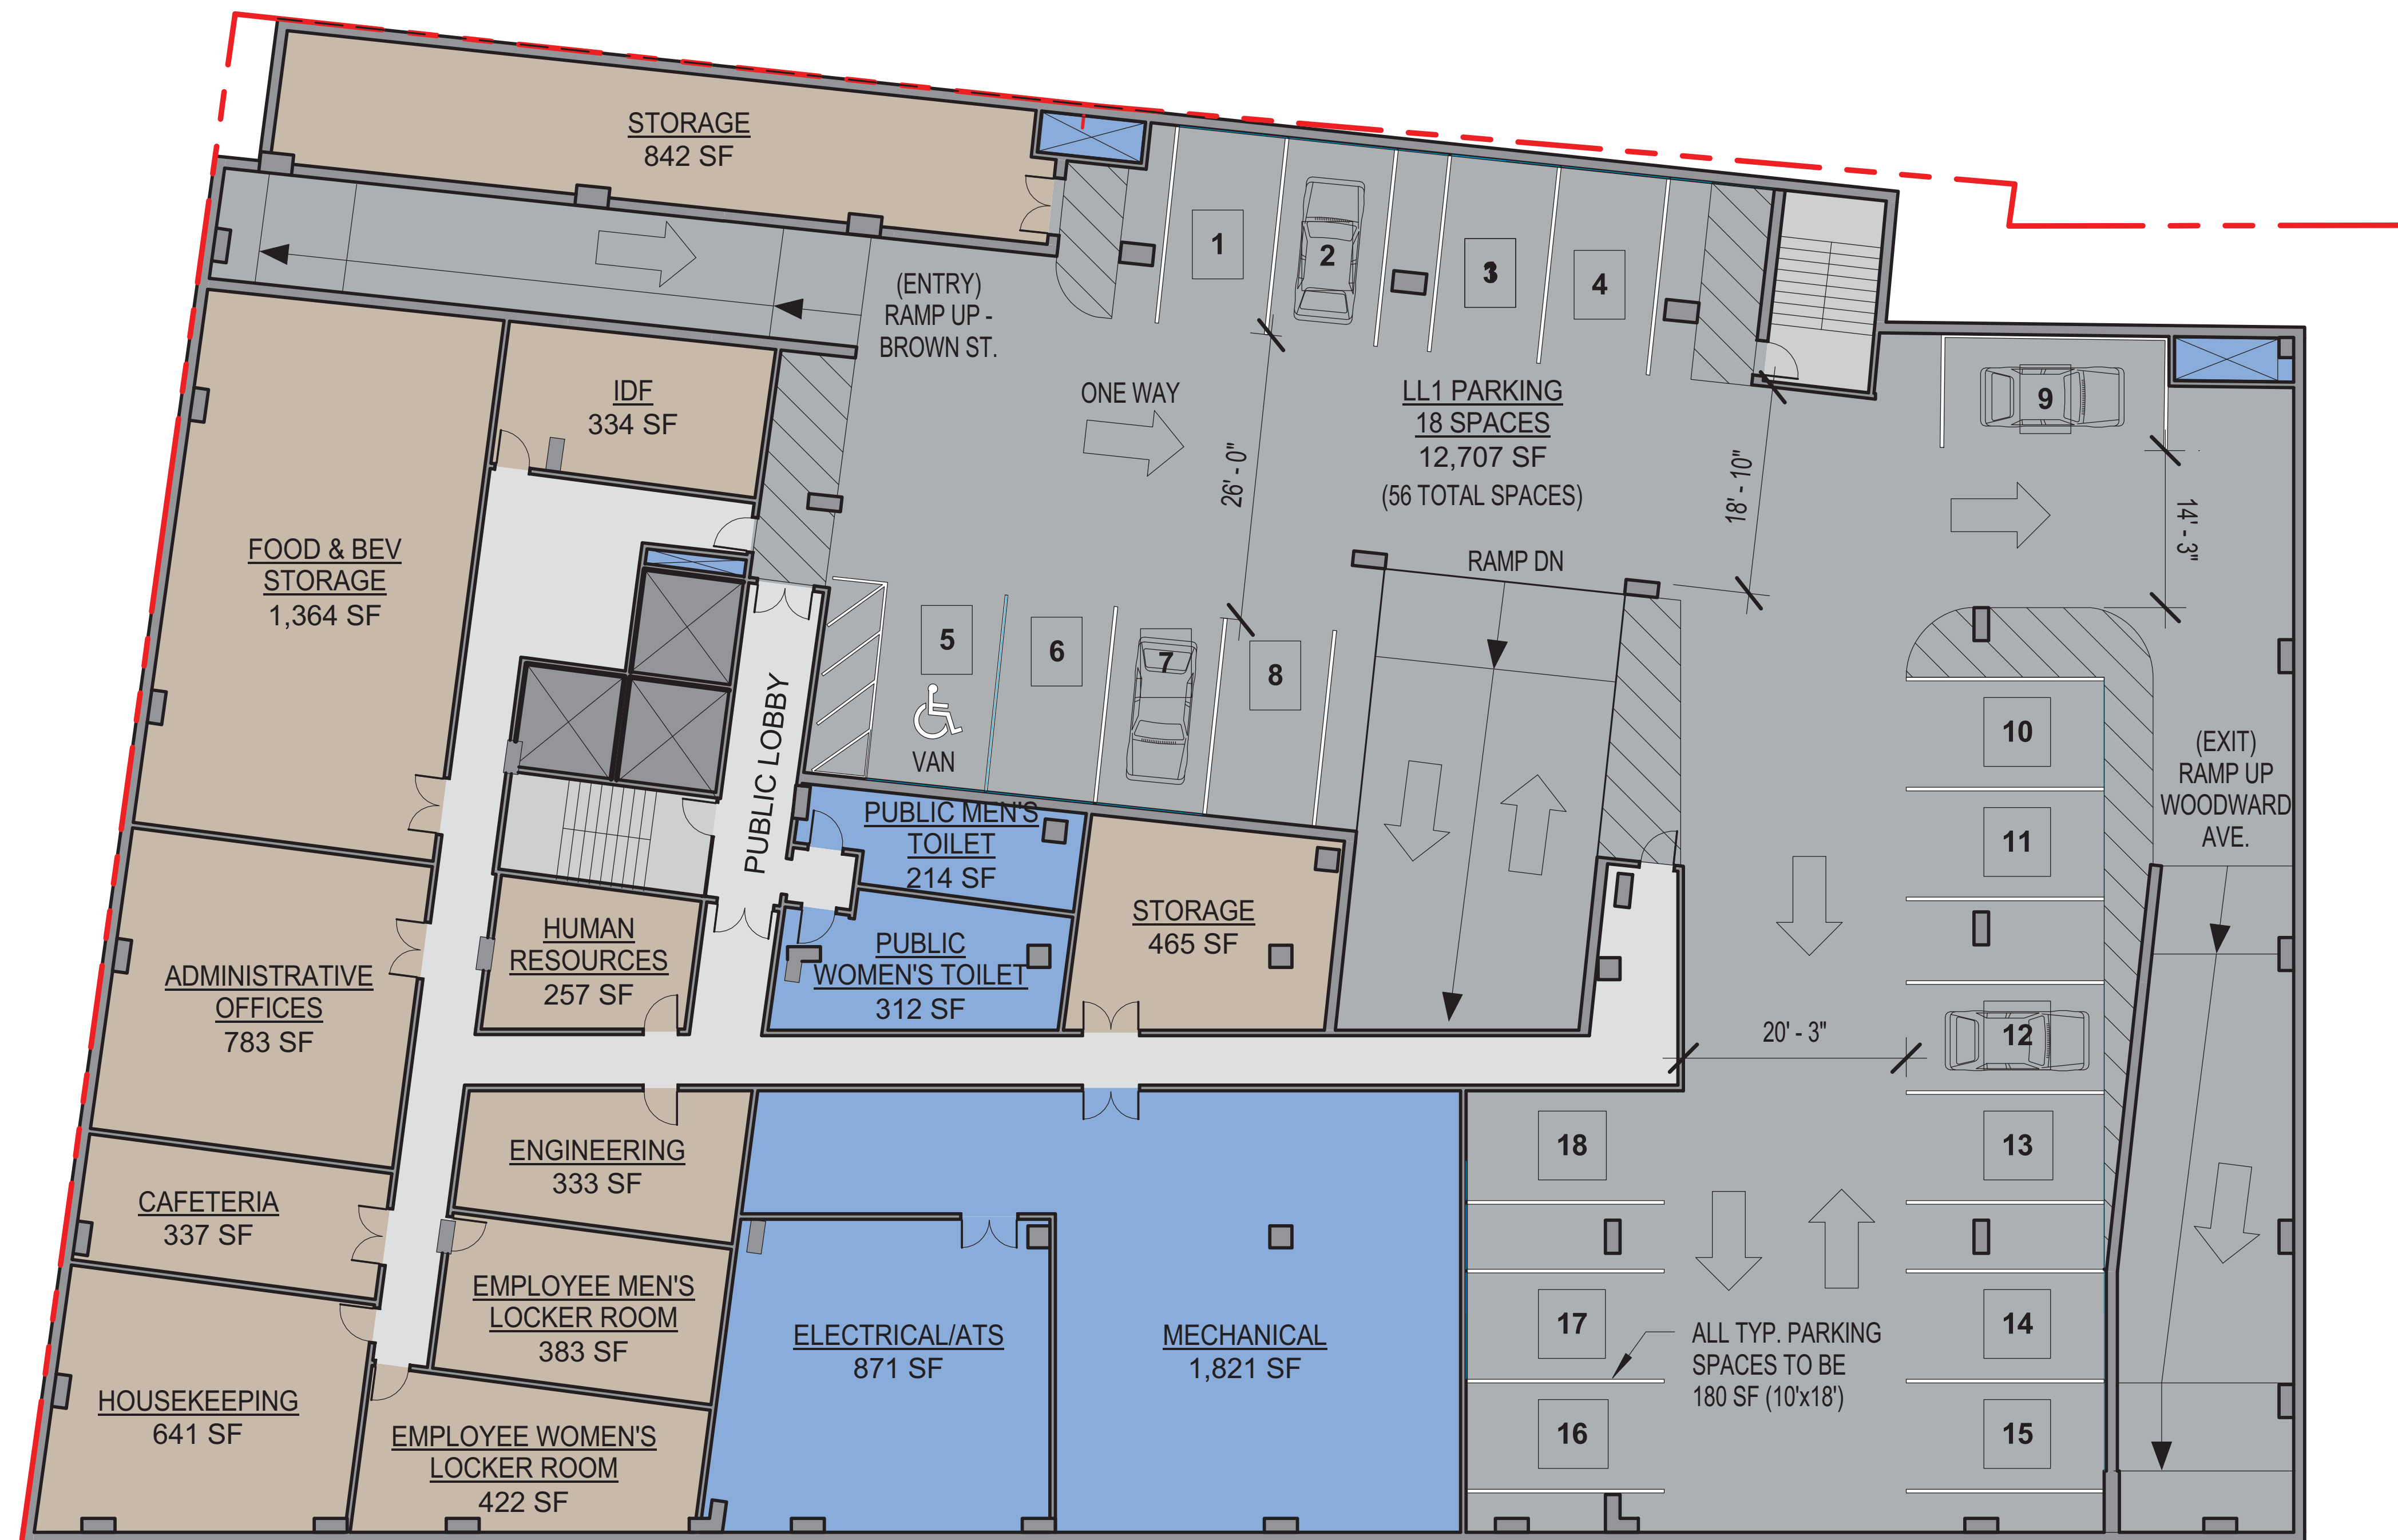 STORAGE
842 SF
1
2
3
4
(ENTRY)
RAMP UP -
BROWN ST.
ONE WAY
LL1 PARKING
18 SPACES
12,707 SF
(56 TOTAL SPACES)
26' - 0"
18' - 10"
9
14' - 3"
IDF
334 SF
FOOD & BEV
STORAGE
1,364 SF
RAMP DN
5
6
7
8
VAN
PUBLIC LOBBY
10
11
12
13
14
15
(EXIT)
RAMP UP
WOODWARD
AVE.
PUBLIC MEN'S
TOILET
214 SF
PUBLIC
WOMEN'S TOILET
312 SF
STORAGE
465 SF
HUMAN
RESOURCES
257 SF
ADMINISTRATIVE
OFFICES
783 SF
20' - 3"
CAFETERIA
337 SF
ENGINEERING
333 SF
EMPLOYEE MEN'S
LOCKER ROOM
383 SF
HOUSEKEEPING
641 SF
EMPLOYEE WOMEN'S
LOCKER ROOM
422 SF
ELECTRICAL/ATS
871 SF
MECHANICAL
1,821 SF
18
17
16
ALL TYP. PARKING
SPACES TO BE
180 SF (10'x18')